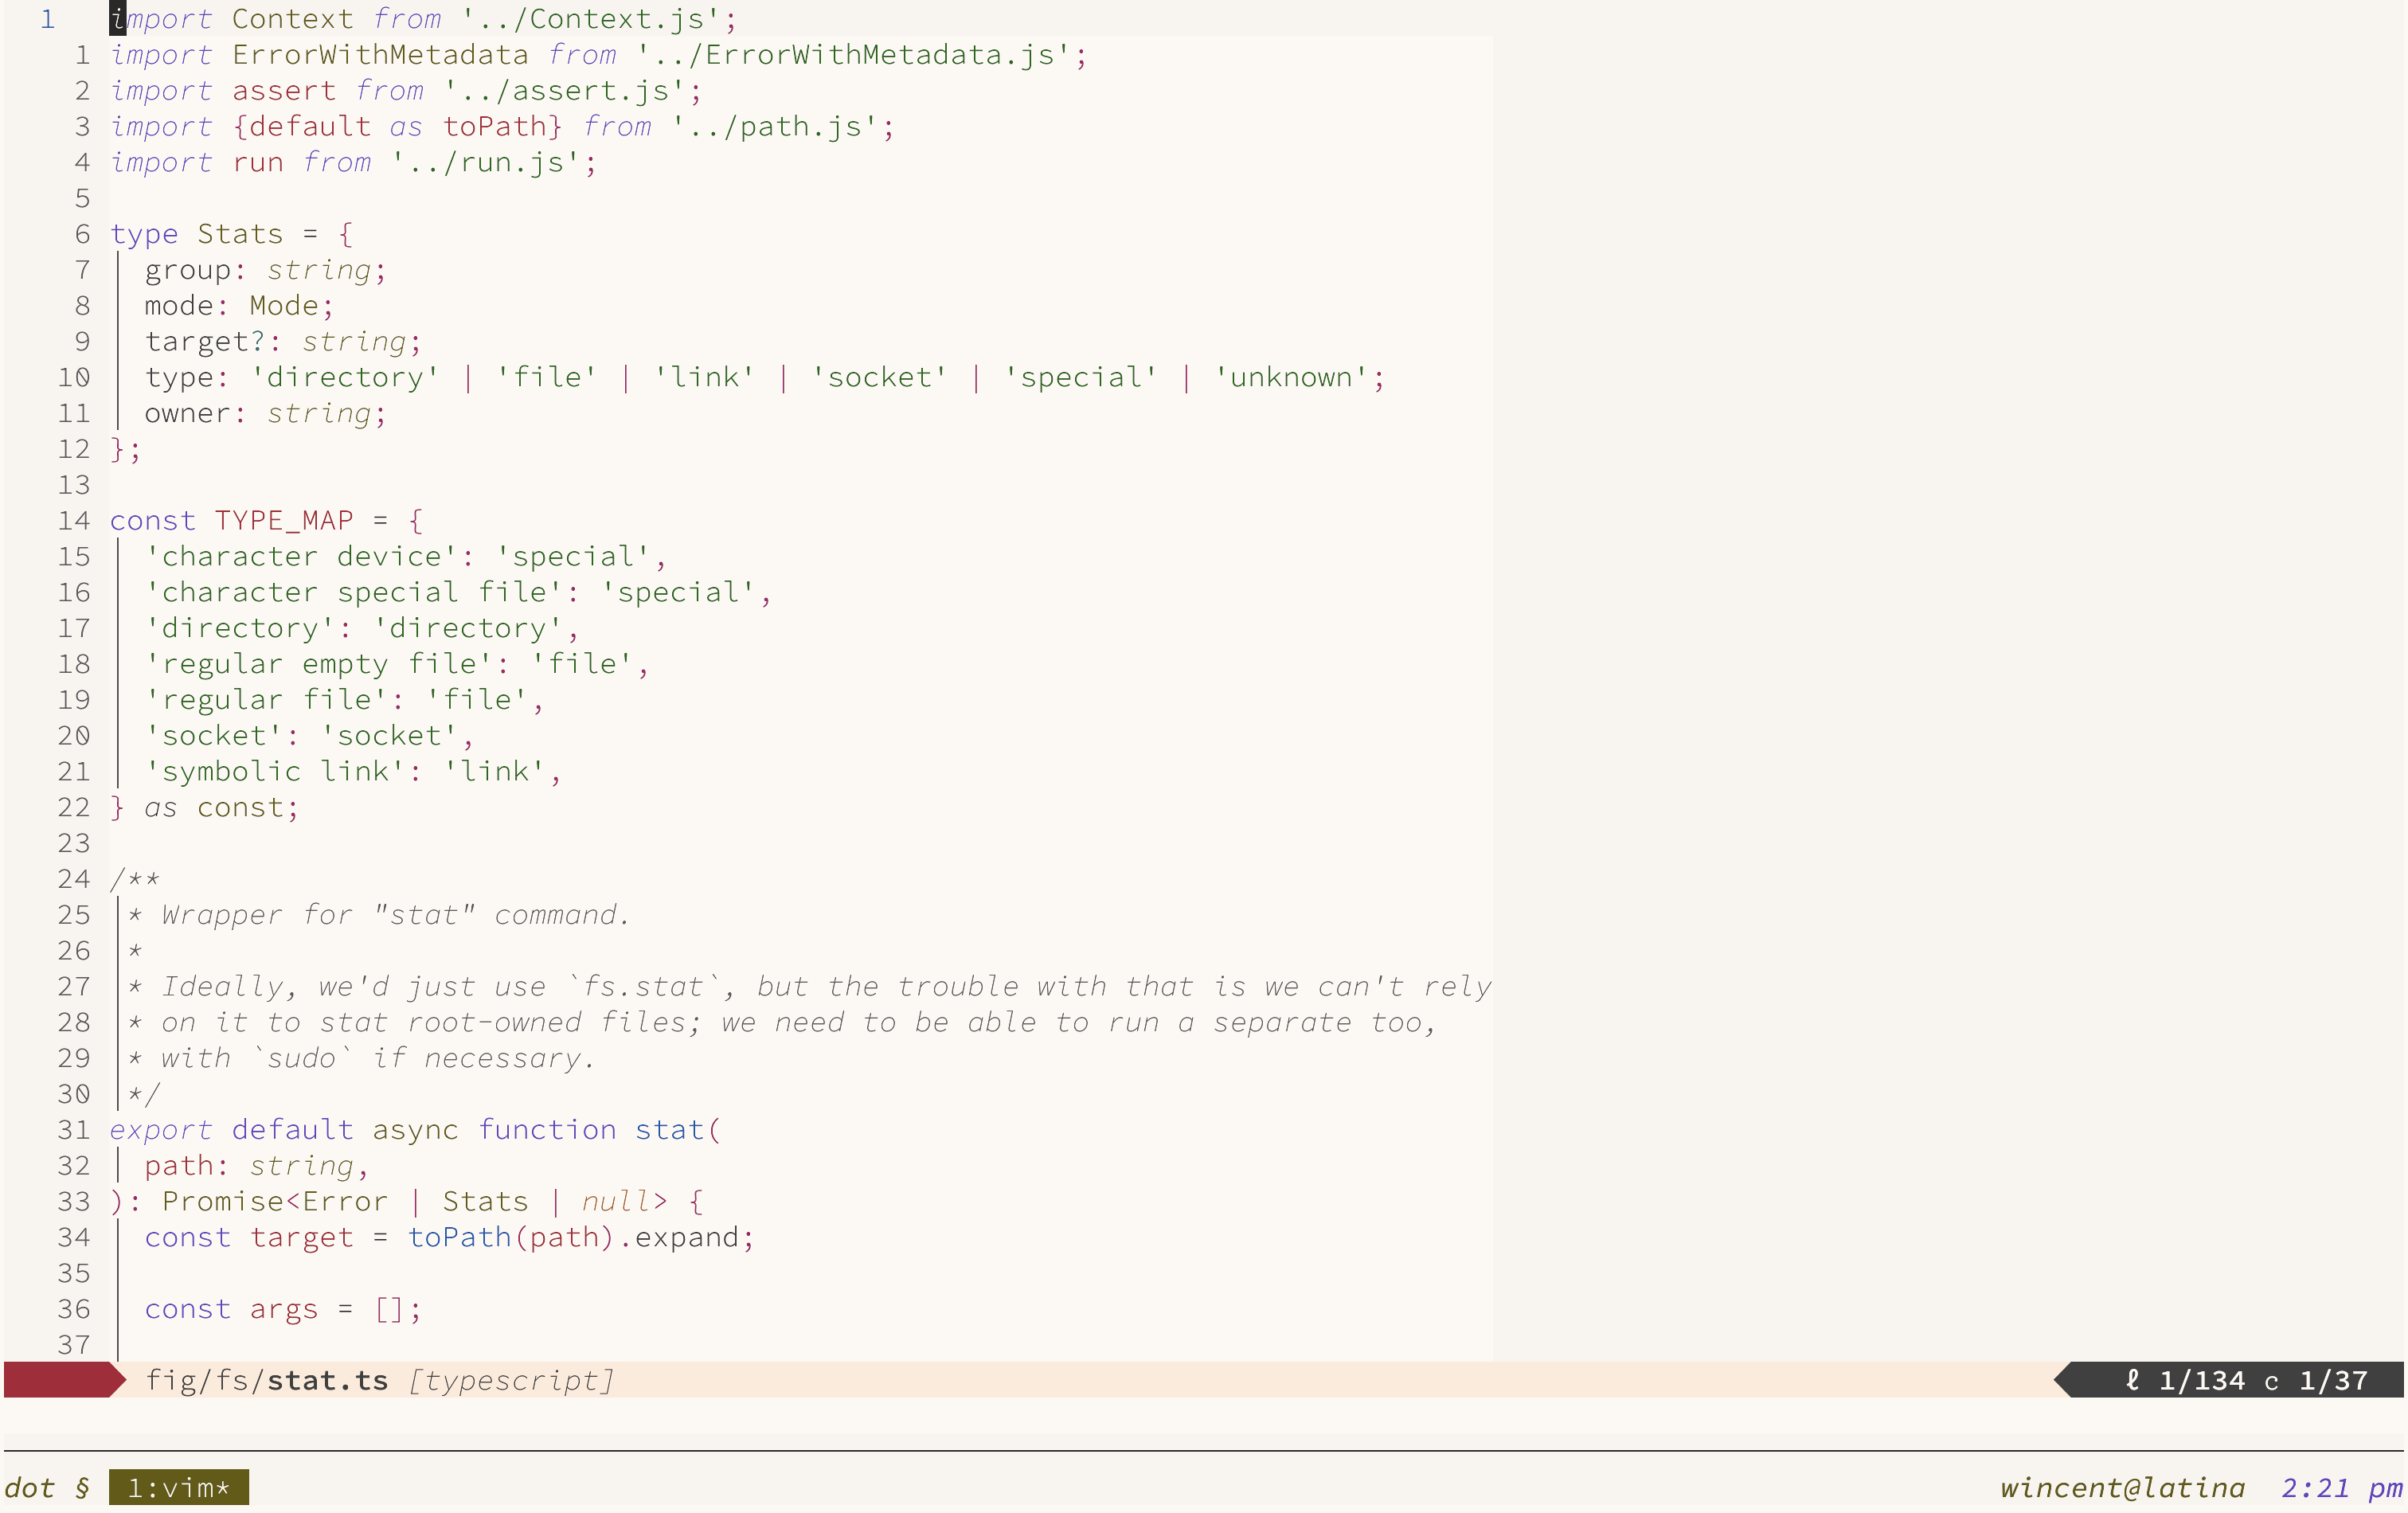 1 import Context from '../Context.js';
1 import ErrorWithMetadata from '../ErrorWithMetadata.js';
2 import assert from '../assert.js';
3 import {default as toPath} from '../path.js';
4 import run from '../run.js';
5
6 type Stats = {
7 group: string;
8 mode: Mode;
9 target?: string;
10 type: 'directory' | 'file' | 'link' | 'socket' | 'special' | 'unknown';
11 owner: string;
12 };
13
14 const TYPE_MAP = {
15 'character device': 'special',
16 'character special file': 'special',
17 'directory': 'directory',
18 'regular empty file': 'file',
19 'regular file': 'file',
20 'socket': 'socket',
21 'symbolic link': 'link',
22 } as const;
23
24 /**
25 * Wrapper for "stat" command.
26 *
27 * Ideally, we'd just use `fs.stat`, but the trouble with that is we can't rely
28 * on it to stat root-owned files; we need to be able to run a separate too,
29 * with `sudo` if necessary.
30 */
31 export default async function stat(
32 path: string,
33 ): Promise<Error | Stats | null> {
34 const target = toPath(path).expand;
35
36 const args = [];
37
fig/fs/stat.ts [typescript] ℓ 1/134 c 1/37
dot § 1:vim* wincent@latina 2:21 pm